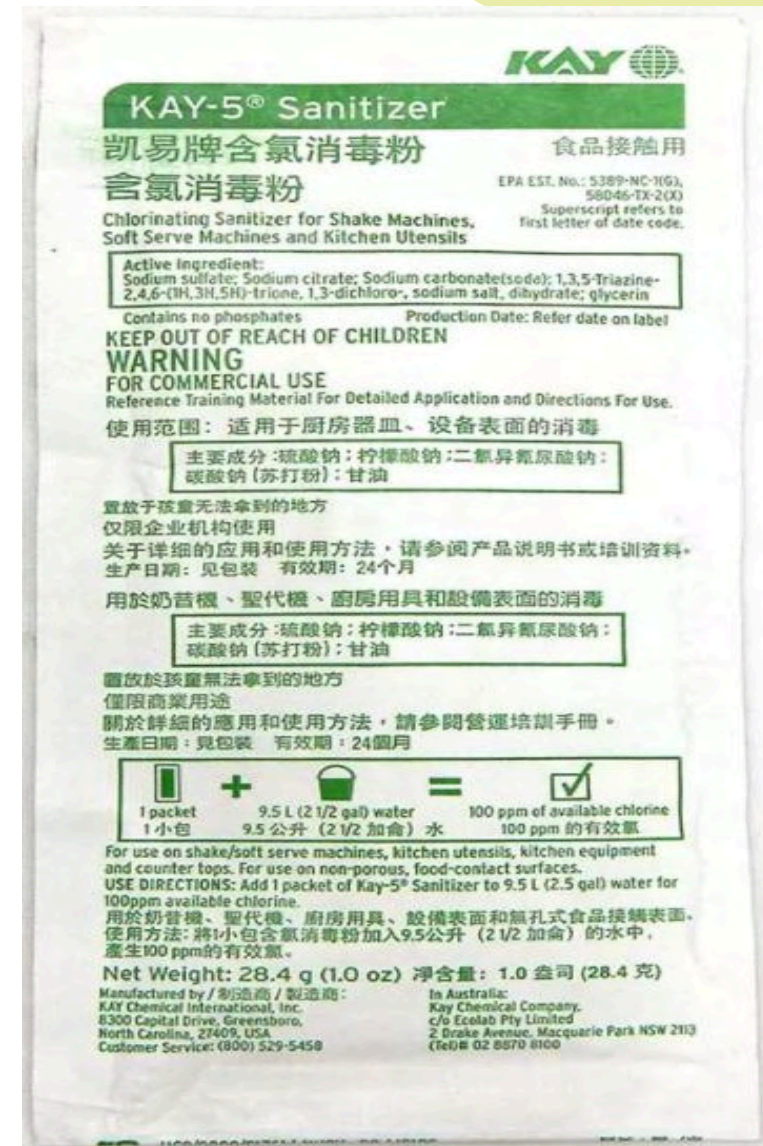 KAY
KAY-5® Sanitizer
凯易牌含氯消毒粉
食品接触用
含氯消毒粉
EPA EST. No.: 5389-NC-1(G),
58046-TX-2(X)
Superscript refers to
first letter of date code.
Chlorinating Sanitizer for Shake Machines,
Soft Serve Machines and Kitchen Utensils
Active Ingredient:
Sodium sulfate; Sodium citrate; Sodium carbonate(soda); 1,3,5-Triazine-
2,4,6-(1H,3H,5H)-trione, 1,3-dichloro-, sodium salt, dihydrate; glycerin
Contains no phosphates
Production Date: Refer date on label
KEEP OUT OF REACH OF CHILDREN
WARNING
FOR COMMERCIAL USE
Reference Training Material For Detailed Application and Directions For Use.
使用范围：适用于厨房器皿、设备表面的消毒
主要成分:硫酸钠;柠檬酸钠;二氯异氰尿酸钠;
碳酸钠(苏打粉);甘油
置放于孩童无法拿到的地方
仅限企业机构使用
关于详细的应用和使用方法，请参阅产品说明书或培训资料。
生产日期：见包装 有效期：24个月
用於奶昔機、聖代機、廚房用具和設備表面的消毒
主要成分:硫酸钠;柠檬酸钠;二氯异氰尿酸钠;
碳酸钠(苏打粉);甘油
置放於孩童無法拿到的地方
僅限商業用途
關於詳細的應用和使用方法，請參閱營運培訓手冊。
生產日期：見包裝 有效期：24個月
+ =
1 packet
9.5 L (2 1/2 gal) water
100 ppm of available chlorine
1 小包
9.5 公升 (2 1/2 加侖) 水
100 ppm 的有效氯
For use on shake/soft serve machines, kitchen utensils, kitchen equipment
and counter tops. For use on non-porous, food-contact surfaces.
USE DIRECTIONS: Add 1 packet of Kay-5® Sanitizer to 9.5 L (2.5 gal) water for
100ppm available chlorine.
用於奶昔機、聖代機、廚房用具、設備表面和無孔式食品接觸表面。
使用方法：將1小包含氯消毒粉加入9.5公升 (2 1/2 加侖) 的水中，
產生100 ppm的有效氯。
Net Weight: 28.4 g (1.0 oz) 凈含量：1.0 盎司 (28.4 克)
Manufactured by / 制造商 / 製造商：
KAY Chemical International, Inc.
8300 Capital Drive, Greensboro,
North Carolina, 27409, USA
Customer Service: (800) 529-5458
In Australia:
Kay Chemical Company,
c/o Ecolab Pty Limited
2 Drake Avenue, Macquarie Park NSW 2113
(Tel)# 02 8870 8100